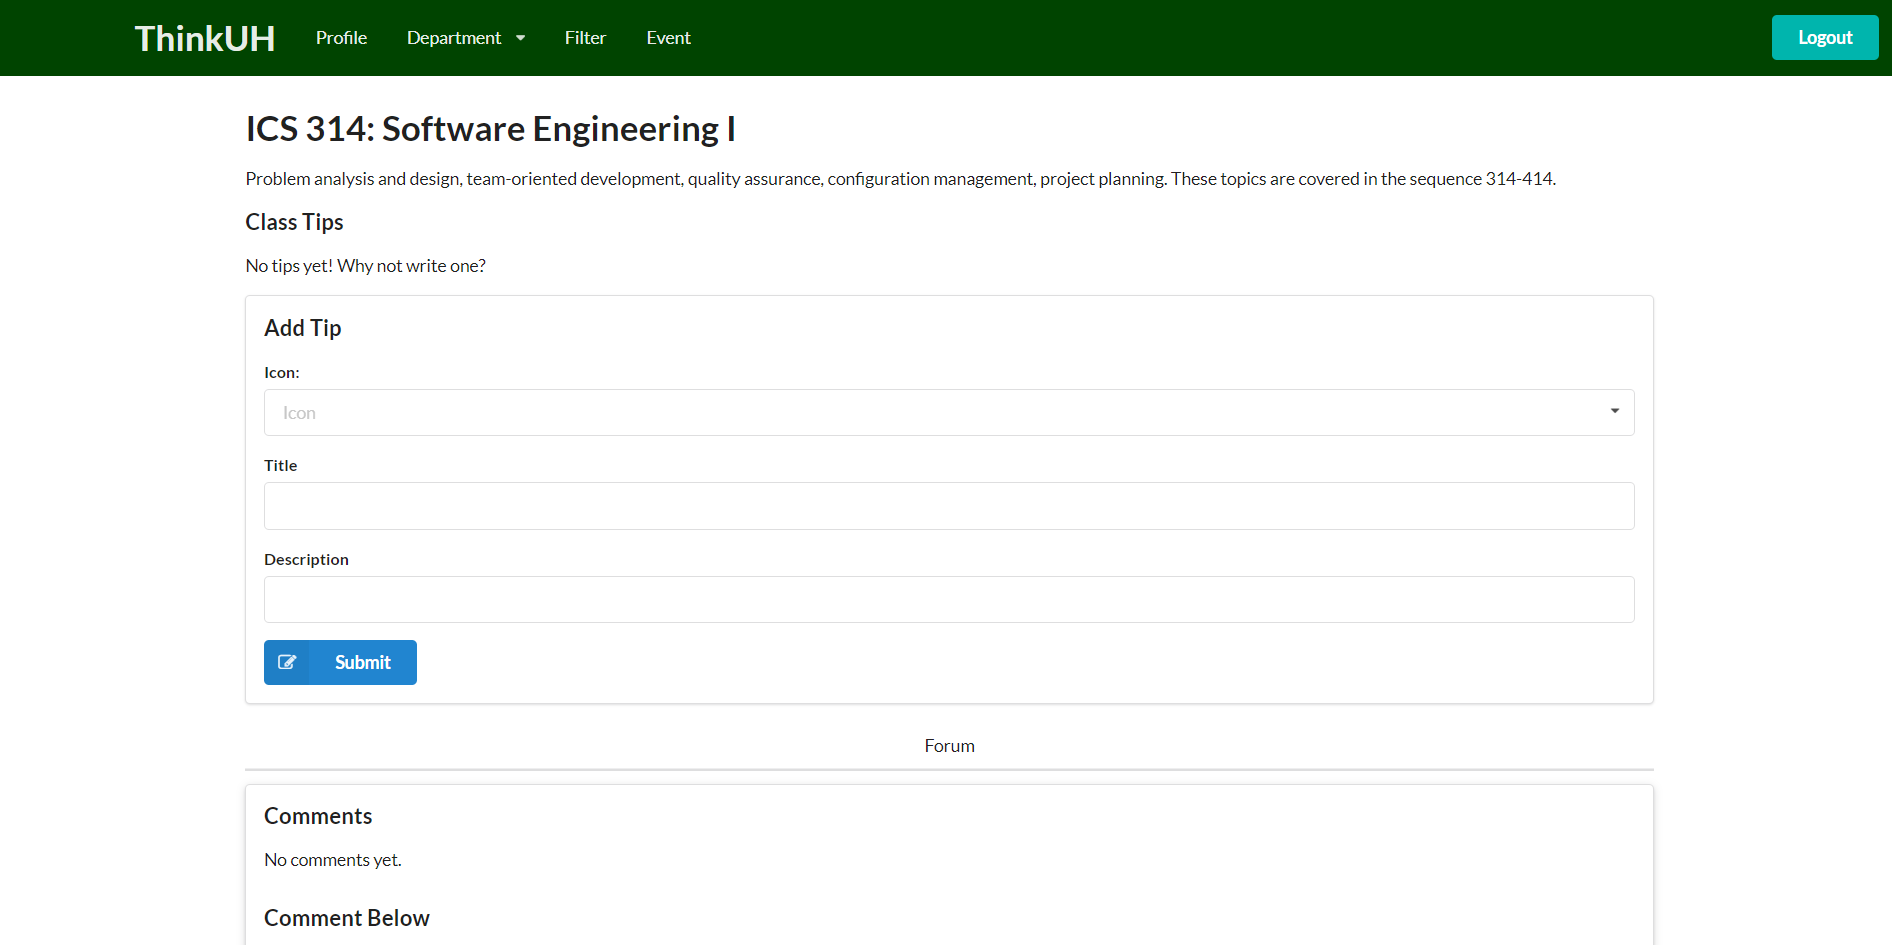 ThinkUH Profile Department Filter Event Logout
ICS 314: Software Engineering I
Problem analysis and design, team-oriented development, quality assurance, configuration management, project planning. These topics are covered in the sequence 314-414.
Class Tips
No tips yet! Why not write one?
Add Tip
Icon:
Icon
Title
Description
Submit
Forum
Comments
No comments yet.
Comment Below